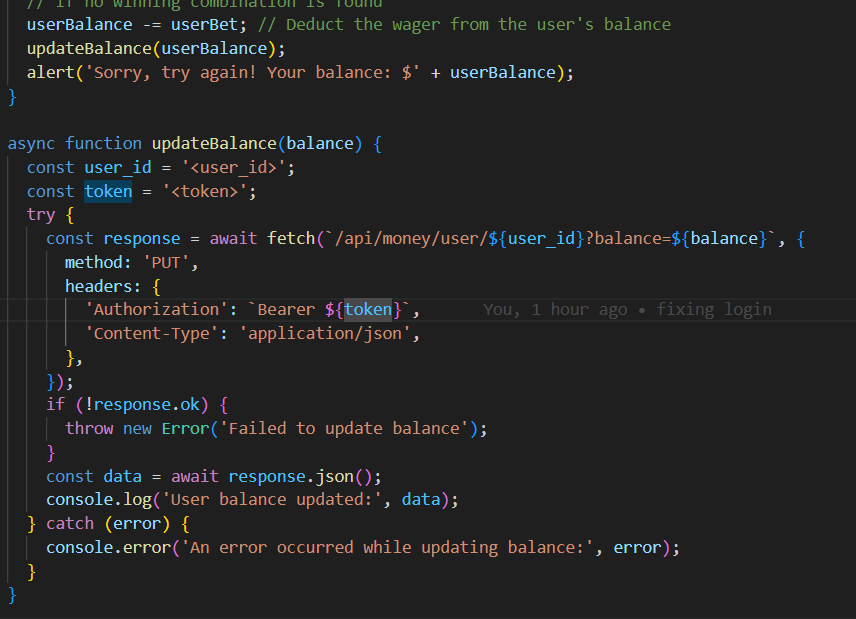 // If no winning combination is found
userBalance -= userBet; // Deduct the wager from the user's balance
updateBalance(userBalance);
alert('Sorry, try again! Your balance: $' + userBalance);
}
async function updateBalance(balance) {
const user_id = '<user_id>';
const token = '<token>';
try {
const response = await fetch(`/api/money/user/${user_id}?balance=${balance}`, {
method: 'PUT',
headers: {
'Authorization': `Bearer ${token}`, You, 1 hour ago • fixing login
'Content-Type': 'application/json',
},
});
if (!response.ok) {
throw new Error('Failed to update balance');
}
const data = await response.json();
console.log('User balance updated:', data);
} catch (error) {
console.error('An error occurred while updating balance:', error);
}
}